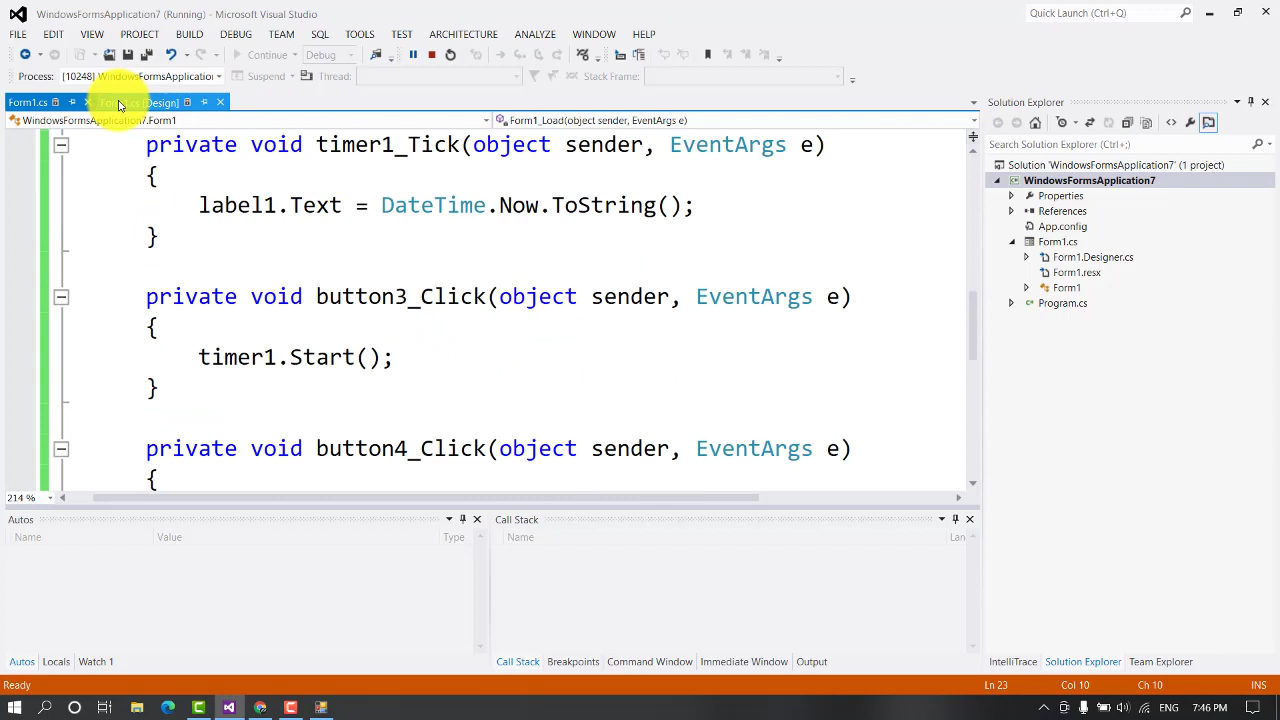 WindowsFormsApplication7 (Running) - Microsoft Visual Studio
Quick Launch (Ctrl+Q)
FILE EDIT VIEW PROJECT BUILD DEBUG TEAM SQL TOOLS TEST ARCHITECTURE ANALYZE WINDOW HELP
Continue Debug
Process: [10248] WindowsFormsApplication Suspend Thread: Stack Frame:
Form1.cs Form1.cs [Design]
WindowsFormsApplication7.Form1 Form1_Load(object sender, EventArgs e)
private void timer1_Tick(object sender, EventArgs e)
{
label1.Text = DateTime.Now.ToString();
}
private void button3_Click(object sender, EventArgs e)
{
timer1.Start();
}
private void button4_Click(object sender, EventArgs e)
{
214 %
Solution Explorer
Search Solution Explorer (Ctrl+;)
Solution 'WindowsFormsApplication7' (1 project)
WindowsFormsApplication7
Properties
References
App.config
Form1.cs
Form1.Designer.cs
Form1.resx
Form1
Program.cs
Autos
Name Value Type
Call Stack
Name Lan
Autos Locals Watch 1
Call Stack Breakpoints Command Window Immediate Window Output
IntelliTrace Solution Explorer Team Explorer
Ready Ln 23 Col 10 Ch 10 INS
ENG 7:46 PM